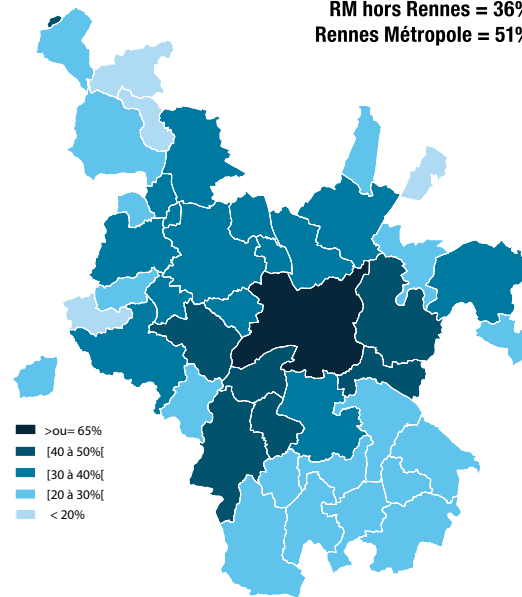 RM hors Rennes = 36%
Rennes Métropole = 51%
>ou= 65%
[40 à 50%[
[30 à 40%[
[20 à 30%[
< 20%